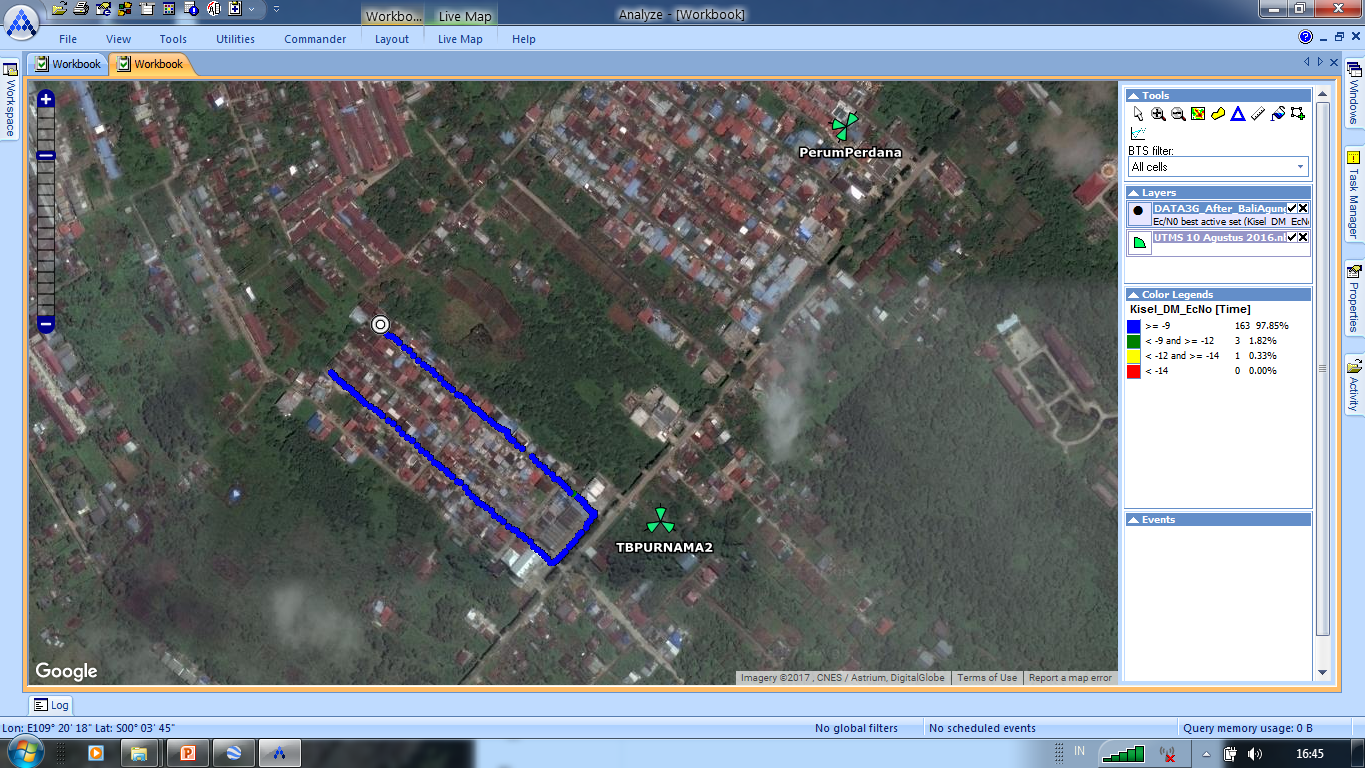 Workbo...
Live Map
Analyze - [Workbook]
File
View
Tools
Utilities
Commander
Layout
Live Map
Help
Workbook
Workbook
Workspace
PerumPerdana
TBPURNAMA2
Google
Imagery ©2017 , CNES / Astrium, DigitalGlobe
Terms of Use
Report a map error
Tools
BTS filter:
All cells
Layers
DATA3G_After_BaliAgung
Ec/N0 best active set (Kisel_DM_EcN
UTMS 10 Agustus 2016.nl
Color Legends
Kisel_DM_EcNo [Time]
>= -9 163 97.85%
< -9 and >= -12 3 1.82%
< -12 and >= -14 1 0.33%
< -14 0 0.00%
Events
Windows
Task Manager
Properties
Activity
Log
Lon: E109° 20' 18" Lat: S00° 03' 45"
No global filters
No scheduled events
Query memory usage: 0 B
IN
16:45